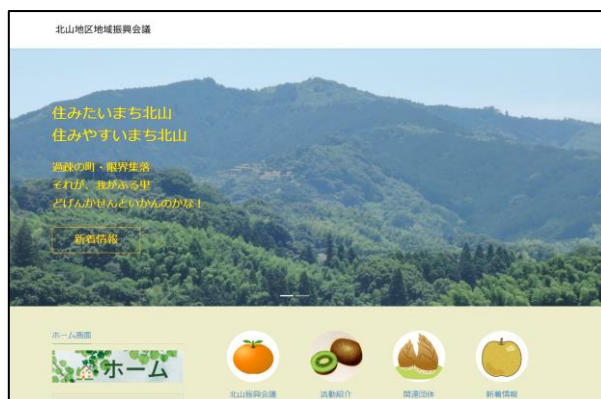 北山地区地域振興会議
住みたいまち北山
住みやすいまち北山
過疎の町・限界集落
それが、我がふる里
どげんかせんといかんのかな！
新着情報
ホーム画面
ホーム
北山振興会議
活動紹介
関連団体
新着情報